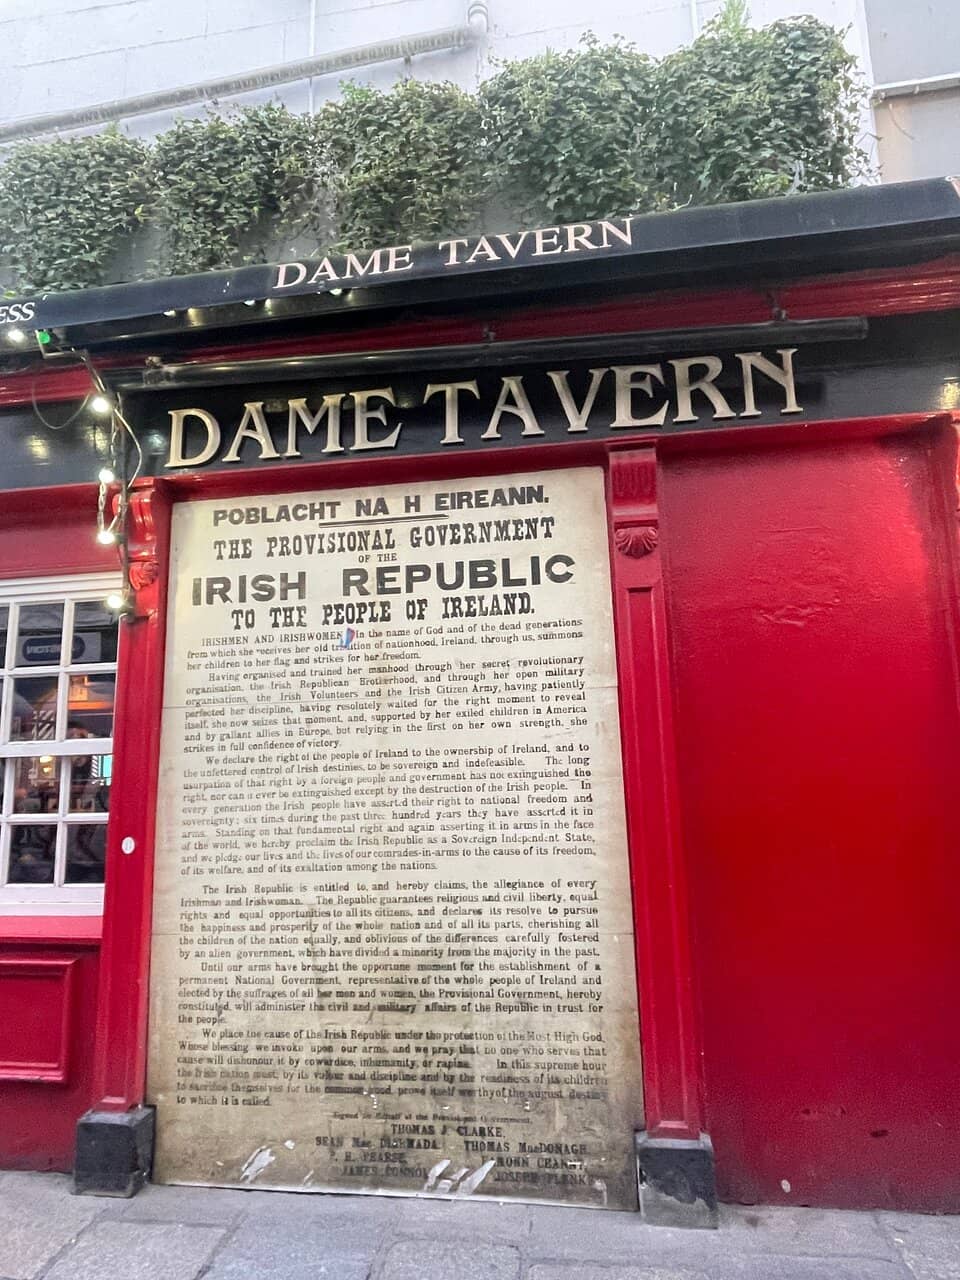 DAME TAVERN
ESS
DAME TAVERN
POBLACHT NA H EIREANN.
THE PROVISIONAL GOVERNMENT
OF THE
IRISH REPUBLIC
TO THE PEOPLE OF IRELAND.
IRISHMEN AND IRISHWOMEN In the name of God and of the dead generations
from which she receives her old tradition of nationhood, Ireland, through us, summons
her children to her flag and strikes for her freedom.
Having organised and trained her manhood through her secret revolutionary
organisation, the Irish Republican Brotherhood, and through her open military
organisations, the Irish Volunteers and the Irish Citizen Army, having patiently
perfected her discipline, having resolutely waited for the right moment to reveal
itself, she now seizes that moment, and, supported by her exiled children in America
and by gallant allies in Europe, but relying in the first on her own strength, she
strikes in full confidence of victory.
We declare the right of the people of Ireland to the ownership of Ireland, and to
the unfettered control of Irish destinies, to be sovereign and indefeasible. The long
usurpation of that right by a foreign people and government has not extinguished the
right, nor can it ever be extinguished except by the destruction of the Irish people. In
every generation the Irish people have asserted their right to national freedom and
sovereignty; six times during the past three hundred years they have asserted it in
arms. Standing on that fundamental right and again asserting it in arms in the face
of the world, we hereby proclaim the Irish Republic as a Sovereign Independent State,
and we pledge our lives and the lives of our comrades-in-arms to the cause of its freedom,
of its welfare, and of its exaltation among the nations.
The Irish Republic is entitled to, and hereby claims, the allegiance of every
Irishman and Irishwoman. The Republic guarantees religious and civil liberty, equal
rights and equal opportunities to all its citizens, and declares its resolve to pursue
the happiness and prosperity of the whole nation and of all its parts, cherishing all
the children of the nation equally, and oblivious of the differences carefully fostered
by an alien government, which have divided a minority from the majority in the past.
Until our arms have brought the opportune moment for the establishment of a
permanent National Government, representative of the whole people of Ireland and
elected by the suffrages of all her men and women, the Provisional Government, hereby
constituted, will administer the civil and military affairs of the Republic in trust for
the people.
We place the cause of the Irish Republic under the protection of the Most High God,
Whose blessing we invoke upon our arms, and we pray that no one who serves that
cause will dishonour it by cowardice, inhumanity, or rapine. In this supreme hour
the Irish nation must, by its valour and discipline and by the readiness of its children
to sacrifice themselves for the common good, prove itself worthy of the august destiny
to which it is called.
Signed on Behalf of the Provisional Government,
THOMAS J. CLARKE,
SEAN Mac DIARMADA, THOMAS MacDONAGH,
P. H. PEARSE, EAMONN CEANNT,
JAMES CONNOLLY, JOSEPH PLUNKETT